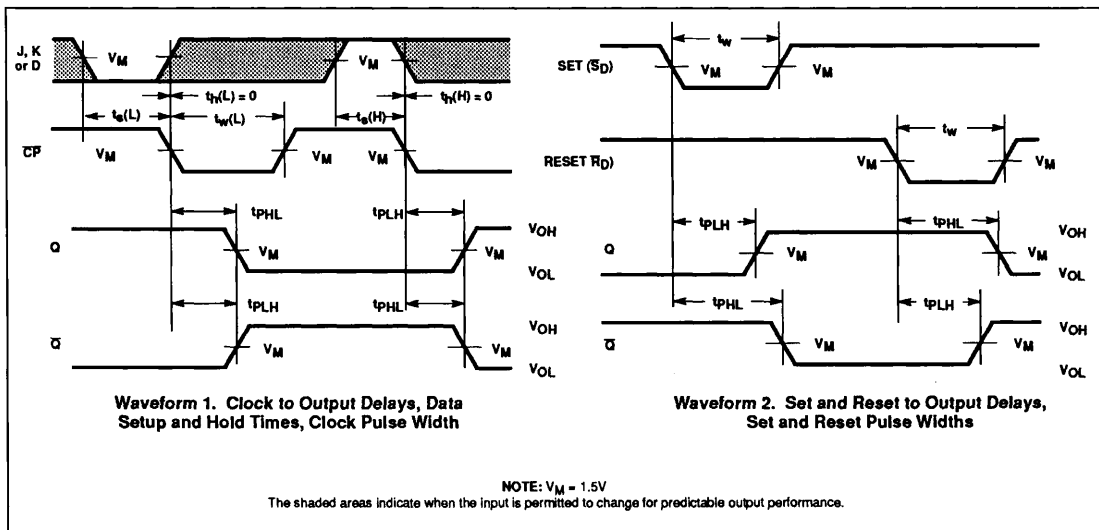 J, K
or D
VM
VM
th(L) = 0
th(H) = 0
ts(L)
tw(L)
ts(H)
C̅P̅
VM
VM
VM
VM
tPHL
tPLH
Q
VM
VM
VOH
VOL
tPLH
tPHL
Q̅
VM
VM
VOH
VOL
Waveform 1. Clock to Output Delays, Data
Setup and Hold Times, Clock Pulse Width
SET (S̅D)
tw
VM
VM
RESET R̅D)
tw
VM
VM
tPLH
tPHL
Q
VM
VM
VOH
VOL
tPHL
tPLH
Q̅
VM
VM
VOH
VOL
Waveform 2. Set and Reset to Output Delays,
Set and Reset Pulse Widths
NOTE: VM = 1.5V
The shaded areas indicate when the input is permitted to change for predictable output performance.